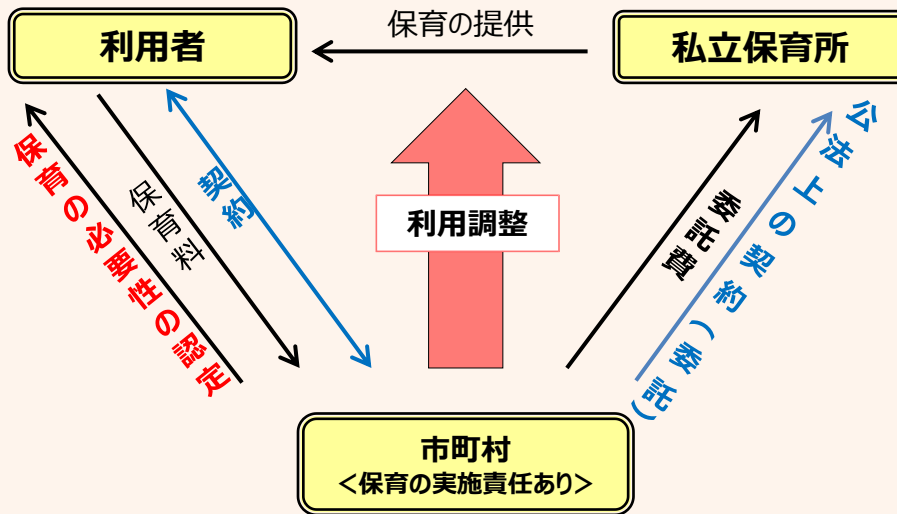 利用者
保育の提供
私立保育所
保育の必要性の認定
保育料
契約
利用調整
委託費
公法上の契約(委託)
市町村
＜保育の実施責任あり＞